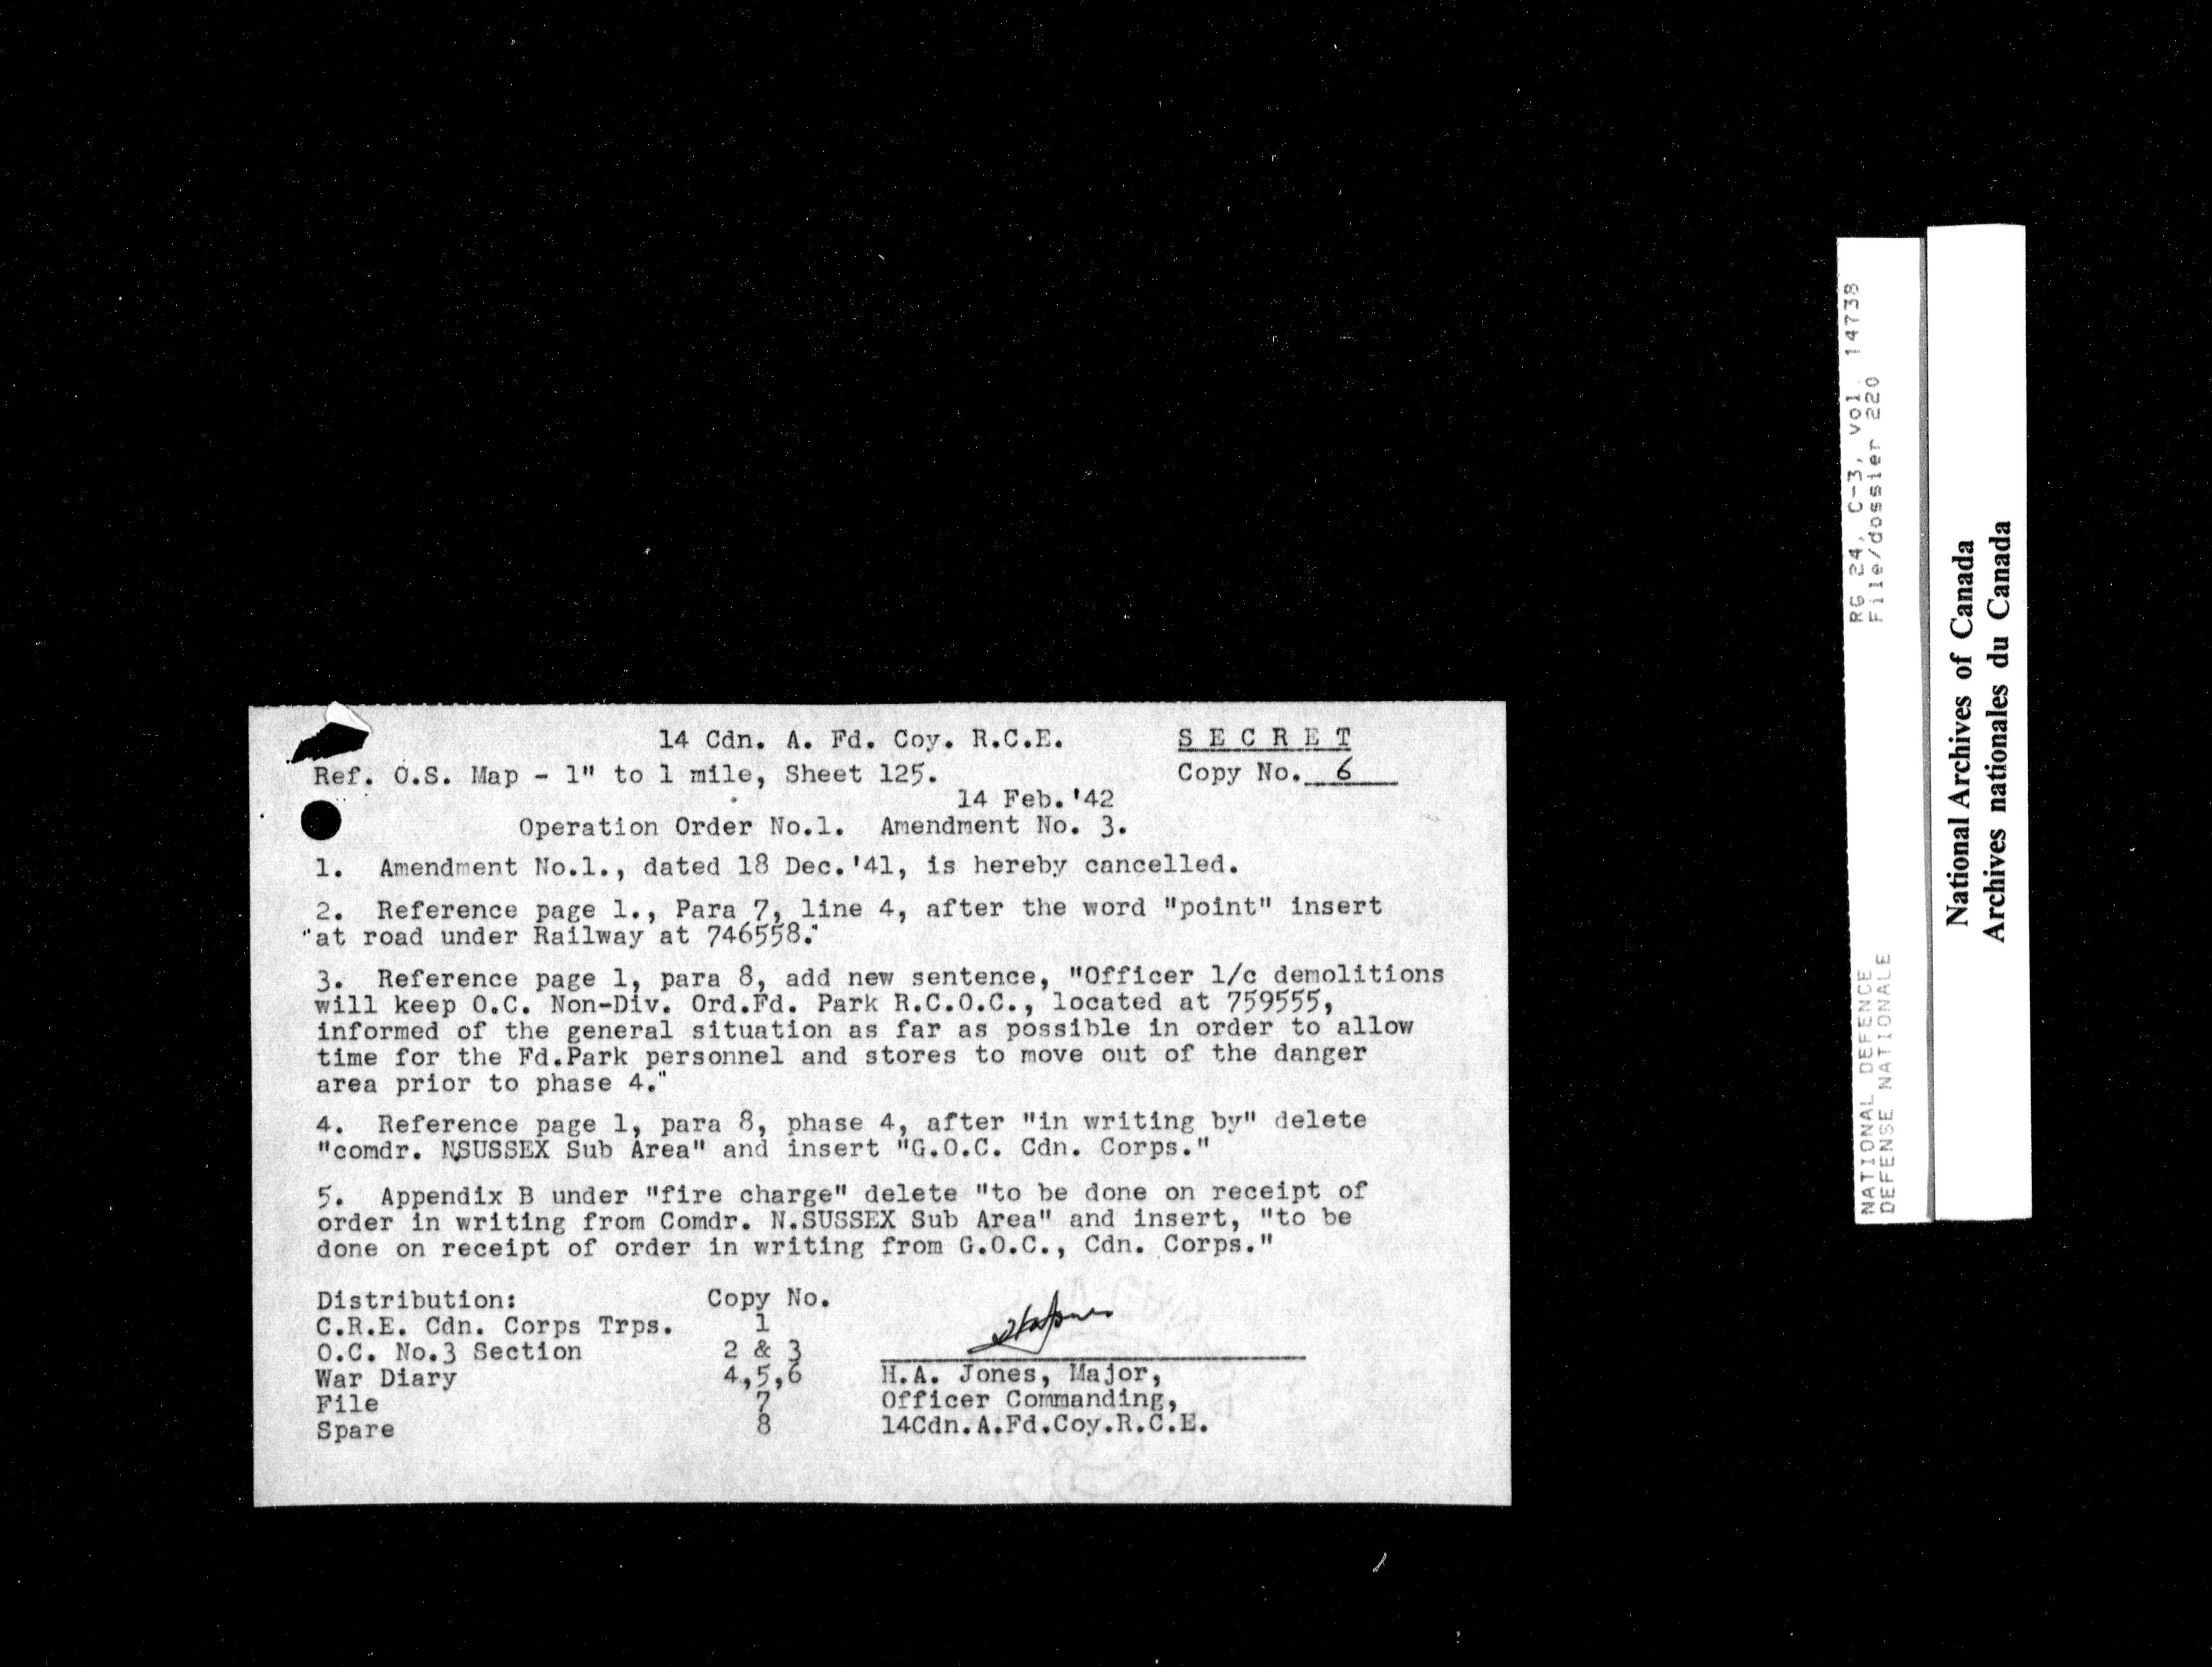 14 Cdn. A. Fd. Coy. R.C.E.
S E C R E T
Ref. O.S. Map - 1" to 1 mile, Sheet 125.
Copy No. 6
14 Feb.'42
Operation Order No.1. Amendment No. 3.
1. Amendment No.1., dated 18 Dec.'41, is hereby cancelled.
2. Reference page 1., Para 7, line 4, after the word "point" insert
"at road under Railway at 746558."
3. Reference page 1, para 8, add new sentence, "Officer 1/c demolitions
will keep O.C. Non-Div. Ord.Fd. Park R.C.O.C., located at 759555,
informed of the general situation as far as possible in order to allow
time for the Fd.Park personnel and stores to move out of the danger
area prior to phase 4."
4. Reference page 1, para 8, phase 4, after "in writing by" delete
"comdr. N.SUSSEX Sub Area" and insert "G.O.C. Cdn. Corps."
5. Appendix B under "fire charge" delete "to be done on receipt of
order in writing from Comdr. N.SUSSEX Sub Area" and insert, "to be
done on receipt of order in writing from G.O.C., Cdn. Corps."
Distribution: Copy No.
C.R.E. Cdn. Corps Trps. 1
O.C. No.3 Section 2 & 3
War Diary 4,5,6
File 7
Spare 8
HAJones
H.A. Jones, Major,
Officer Commanding,
14Cdn.A.Fd.Coy.R.C.E.
NATIONAL DEFENCE RG 24, C-3, vol. 14738
DEFENSE NATIONALE File/dossier 220
National Archives of Canada
Archives nationales du Canada